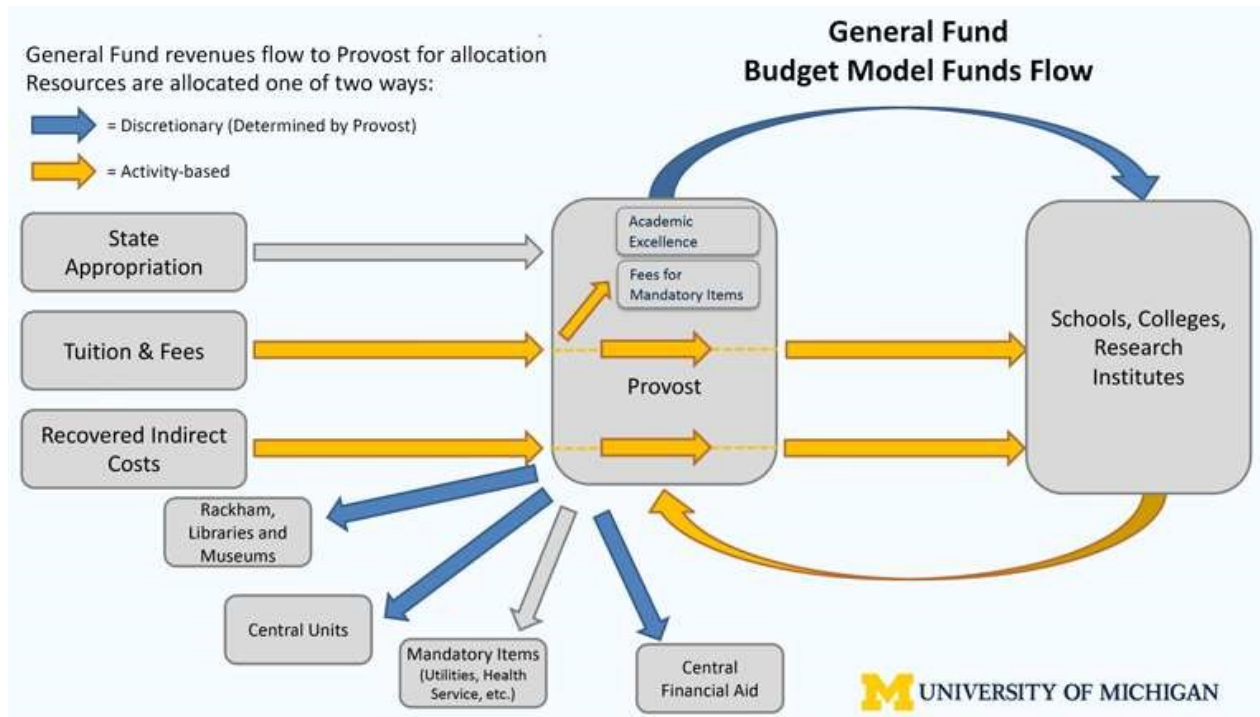 General Fund revenues flow to Provost for allocation
Resources are allocated one of two ways:
= Discretionary (Determined by Provost)
= Activity-based
General Fund
Budget Model Funds Flow
State
Appropriation
Tuition & Fees
Recovered Indirect
Costs
Academic
Excellence
Fees for
Mandatory Items
Provost
Schools, Colleges,
Research
Institutes
Rackham,
Libraries and
Museums
Central Units
Mandatory Items
(Utilities, Health
Service, etc.)
Central
Financial Aid
M UNIVERSITY OF MICHIGAN